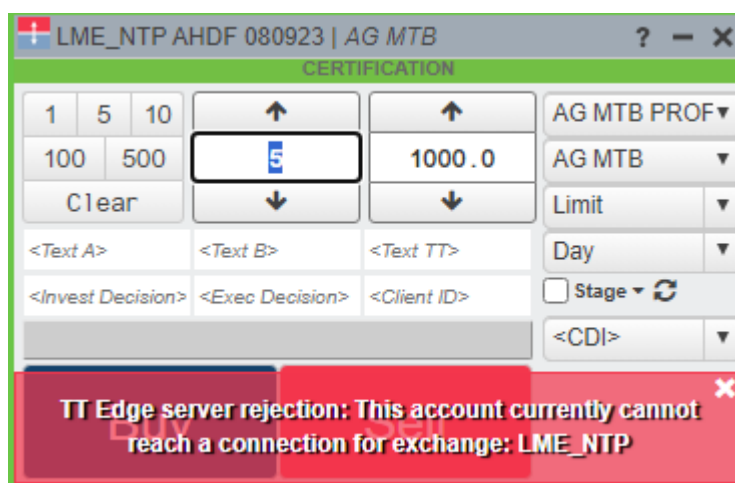 LME_NTP AHDF 080923 | AG MTB ? — ×
CERTIFICATION
1 5 10
100 500 5 1000.0
Clear
AG MTB PROF
AG MTB
Limit
Day
<Text A> <Text B> <Text TT>
<Invest Decision> <Exec Decision> <Client ID>
Stage
<CDI>
Buy Sell
TT Edge server rejection: This account currently cannot
reach a connection for exchange: LME_NTP